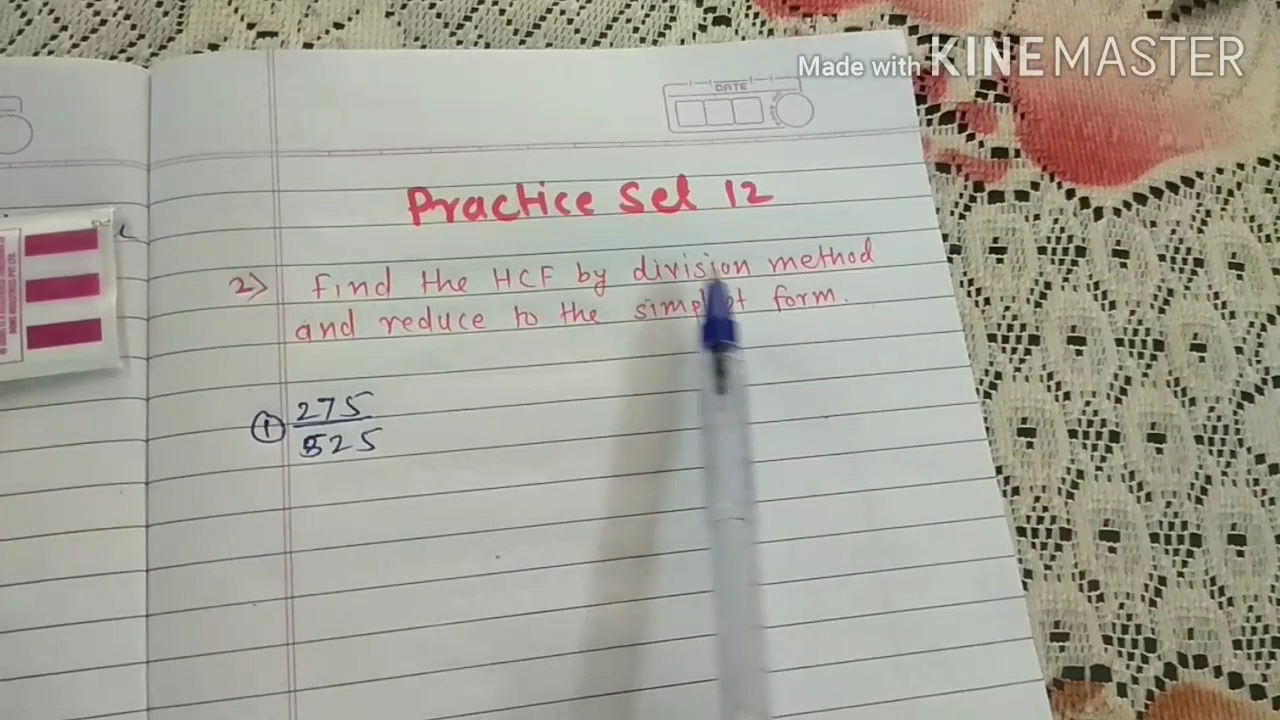 Made with KINEMASTER
DATE
Practice Set 12
2> Find the HCF by division method
and reduce to the simplest form.
① 275
525